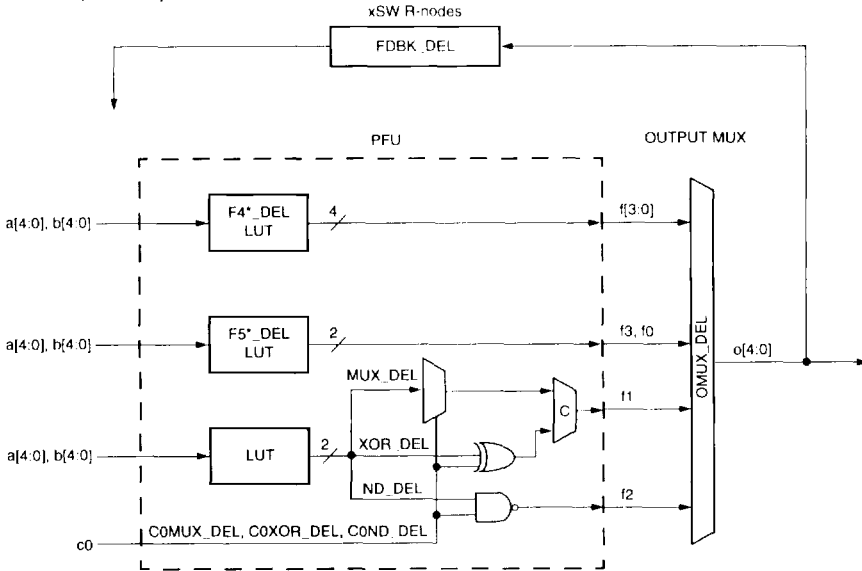 xSW R-nodes
FDBK_DEL
PFU
OUTPUT MUX
a[4:0], b[4:0]
F4*_DEL
LUT
4
f[3:0]
a[4:0], b[4:0]
F5*_DEL
LUT
2
f3, f0
OMUX_DEL
o[4:0]
MUX_DEL
C
f1
a[4:0], b[4:0]
LUT
2
XOR_DEL
ND_DEL
f2
c0
C0MUX_DEL, C0XOR_DEL, C0ND_DEL